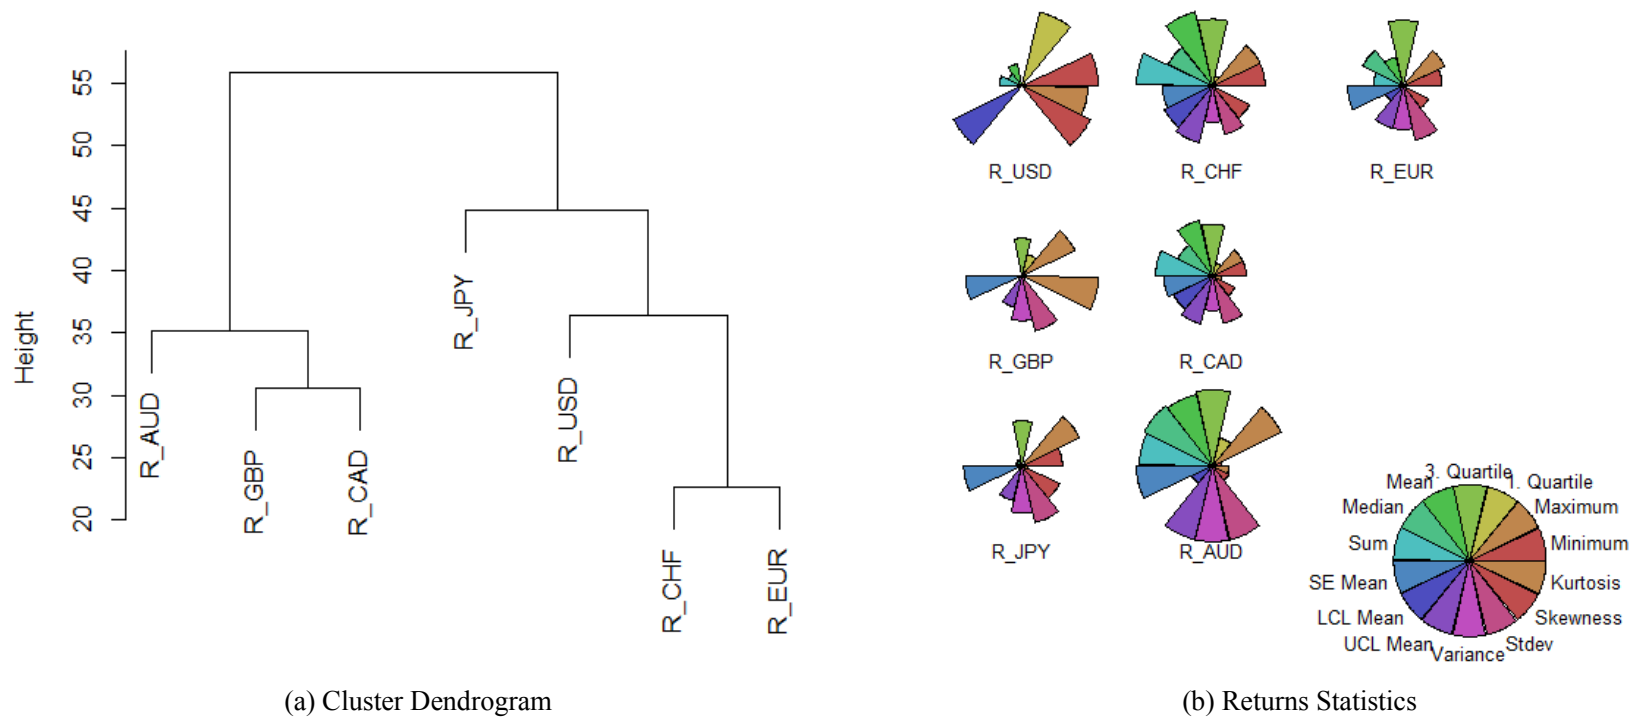 Height
55
50
45
40
35
30
25
20
R_AUD
R_GBP
R_CAD
R_JPY
R_USD
R_CHF
R_EUR
(a) Cluster Dendrogram
R_USD
R_CHF
R_EUR
R_GBP
R_CAD
R_JPY
R_AUD
3. Quartile
Mean
1. Quartile
Median
Maximum
Sum
Minimum
SE Mean
Kurtosis
LCL Mean
Skewness
UCL Mean
Stdev
Variance
(b) Returns Statistics